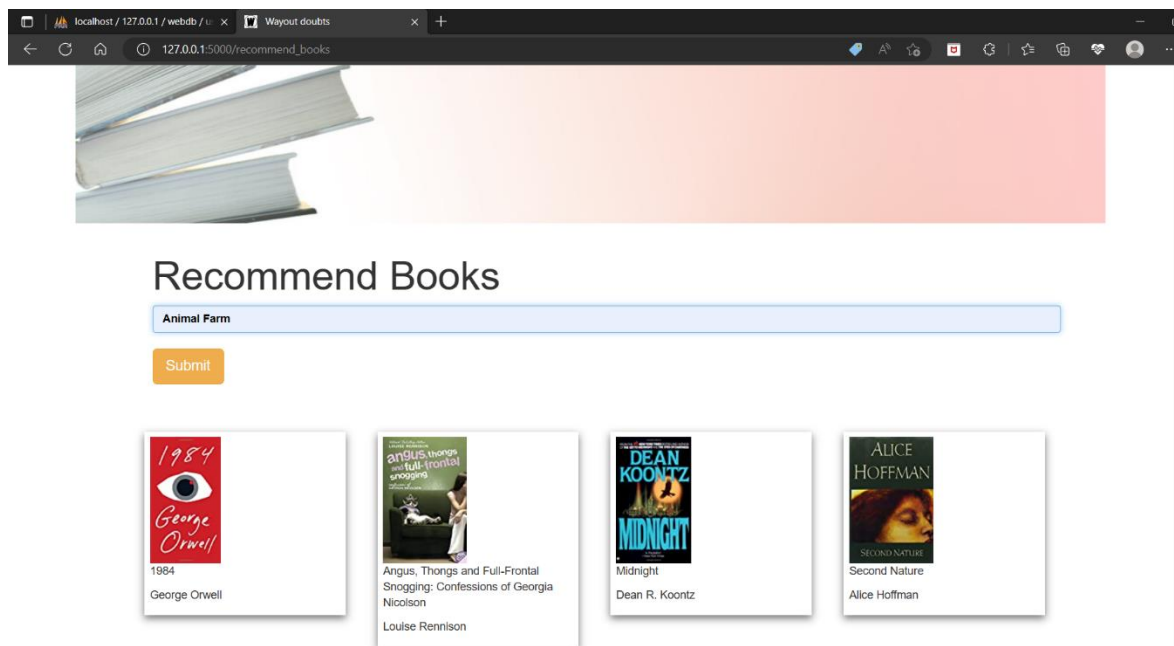 localhost / 127.0.0.1 / webdb / u
Wayout doubts
127.0.0.1:5000/recommend_books
Recommend Books
Animal Farm
Submit
1984
George
Orwell
1984
George Orwell
LOUISE RENNISON
angus, thongs
and full-frontal
snogging
Angus, Thongs and Full-Frontal
Snogging: Confessions of Georgia
Nicolson
Louise Rennison
DEAN
KOONTZ
MIDNIGHT
Midnight
Dean R. Koontz
ALICE
HOFFMAN
SECOND NATURE
Second Nature
Alice Hoffman